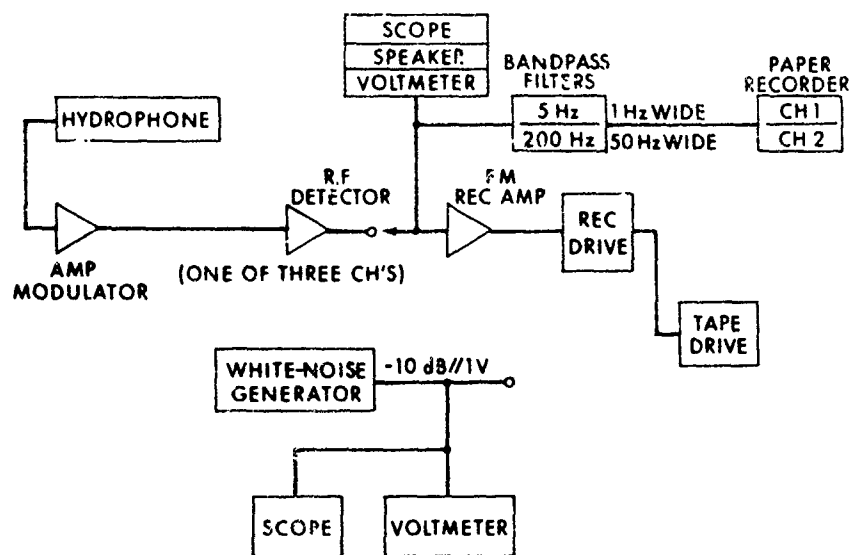 SCOPE
SPEAKER
VOLTMETER
BANDPASS
FILTERS
5 Hz
200 Hz
1 Hz WIDE
50 Hz WIDE
PAPER
RECORDER
CH 1
CH 2
HYDROPHONE
AMP
MODULATOR
R.F
DETECTOR
(ONE OF THREE CH'S)
FM
REC AMP
REC
DRIVE
TAPE
DRIVE
WHITE-NOISE
GENERATOR
-10 dB//1V
SCOPE
VOLTMETER